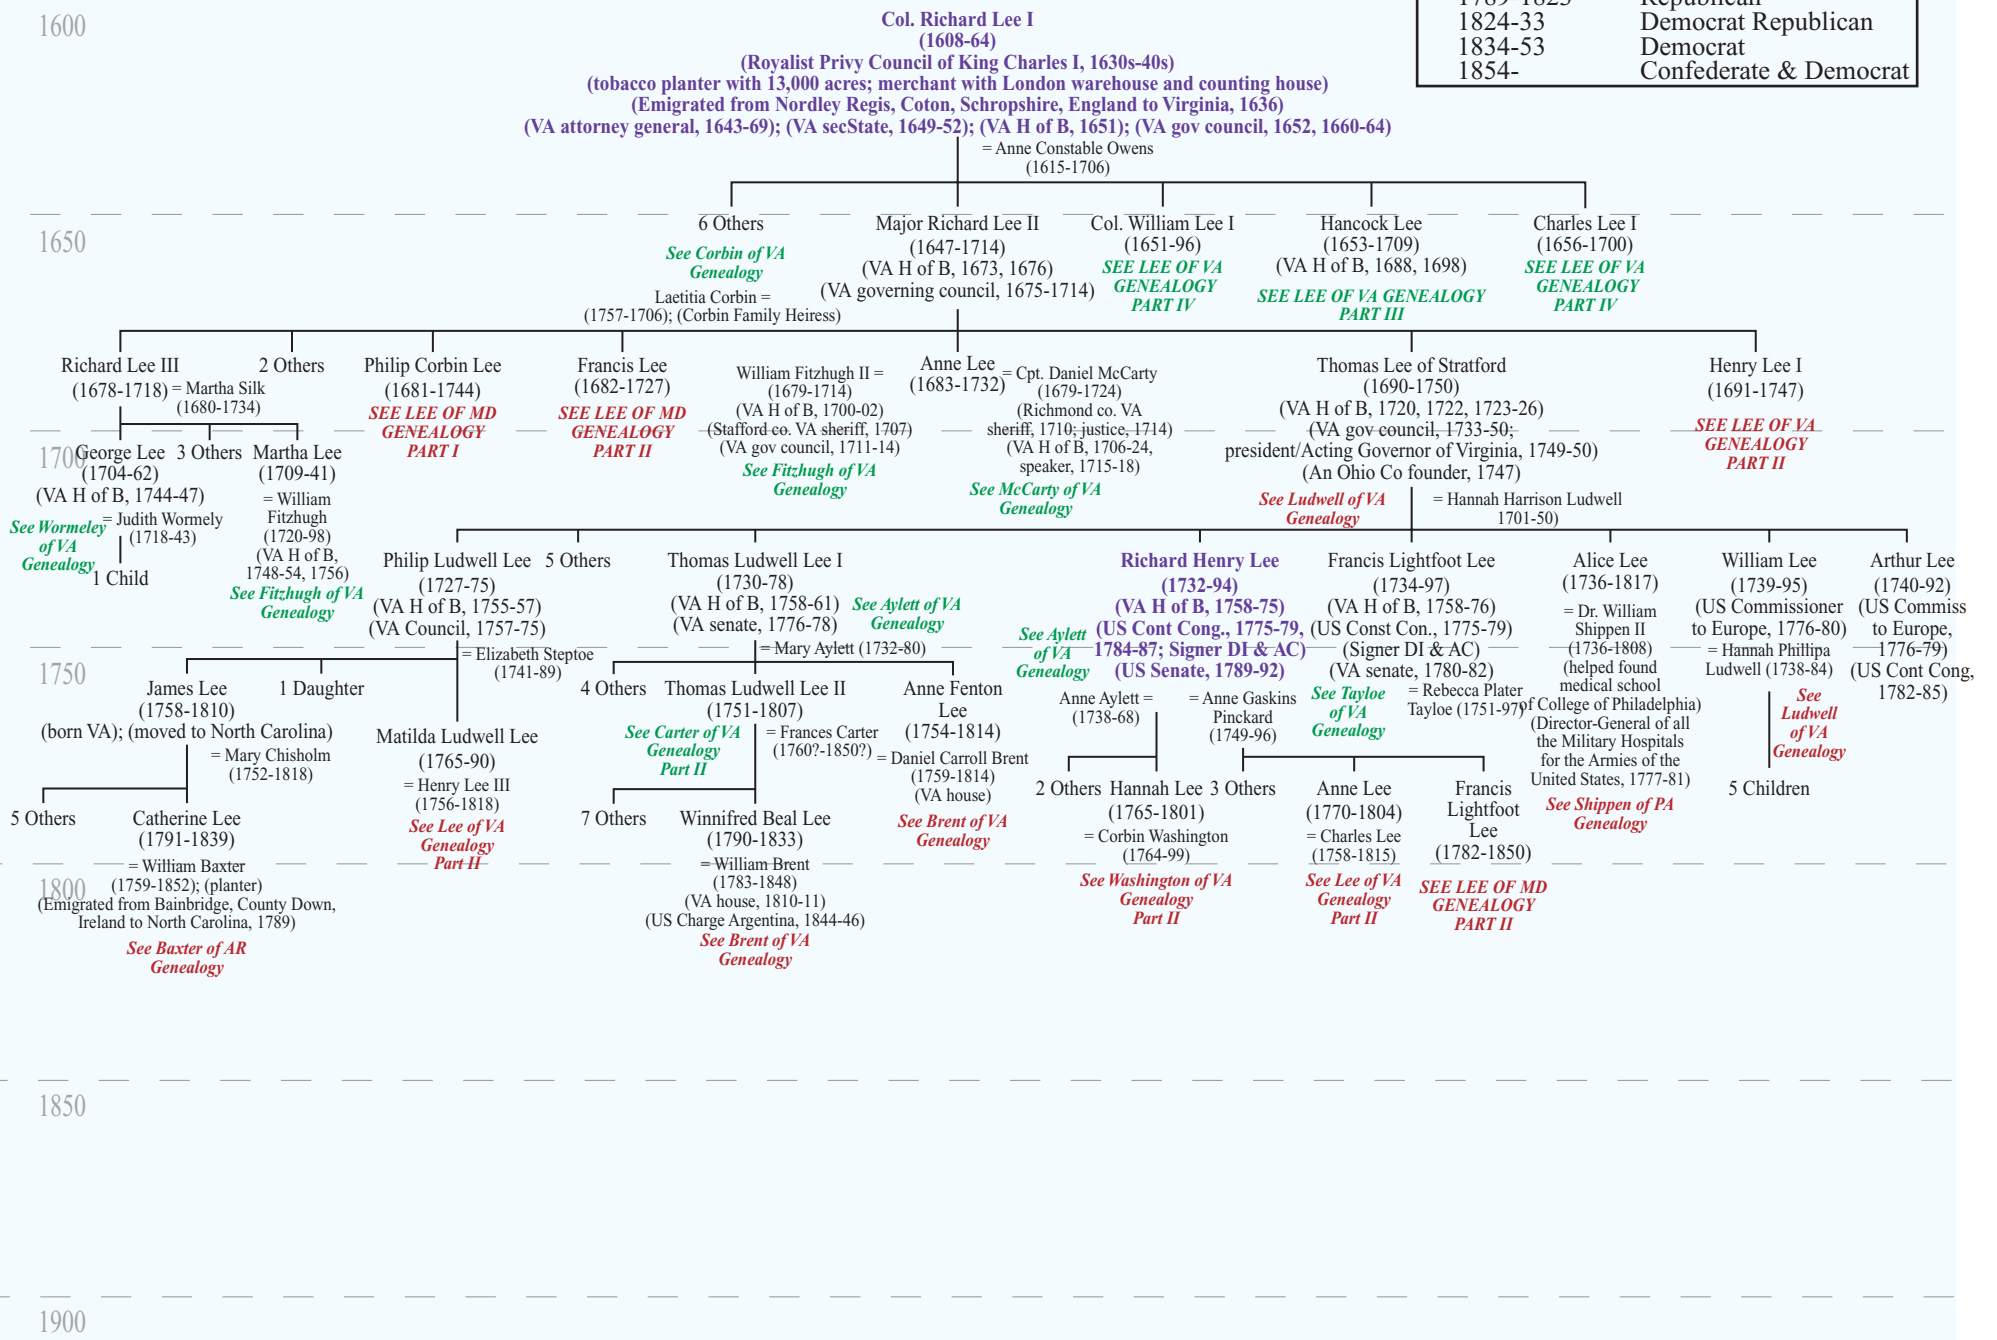 1600
1789-1823 Republican
1824-33 Democrat Republican
1834-53 Democrat
1854- Confederate & Democrat
Col. Richard Lee I
(1608-64)
(Royalist Privy Council of King Charles I, 1630s-40s)
(tobacco planter with 13,000 acres; merchant with London warehouse and counting house)
(Emigrated from Nordley Regis, Coton, Schropshire, England to Virginia, 1636)
(VA attorney general, 1643-69); (VA secState, 1649-52); (VA H of B, 1651); (VA gov council, 1652, 1660-64)
= Anne Constable Owens
(1615-1706)
1650
6 Others
See Corbin of VA
Genealogy
Laetitia Corbin =
(1757-1706); (Corbin Family Heiress)
Major Richard Lee II
(1647-1714)
(VA H of B, 1673, 1676)
(VA governing council, 1675-1714)
Col. William Lee I
(1651-96)
SEE LEE OF VA
GENEALOGY
PART IV
Hancock Lee
(1653-1709)
(VA H of B, 1688, 1698)
SEE LEE OF VA GENEALOGY
PART III
Charles Lee I
(1656-1700)
SEE LEE OF VA
GENEALOGY
PART IV
Richard Lee III
(1678-1718)
= Martha Silk
(1680-1734)
2 Others
Philip Corbin Lee
(1681-1744)
SEE LEE OF MD
GENEALOGY
PART I
Francis Lee
(1682-1727)
SEE LEE OF MD
GENEALOGY
PART II
William Fitzhugh II =
(1679-1714)
(VA H of B, 1700-02)
(Stafford co. VA sheriff, 1707)
(VA gov council, 1711-14)
See Fitzhugh of VA
Genealogy
Anne Lee
(1683-1732)
= Cpt. Daniel McCarty
(1679-1724)
(Richmond co. VA
sheriff, 1710; justice, 1714)
(VA H of B, 1706-24,
speaker, 1715-18)
See McCarty of VA
Genealogy
Thomas Lee of Stratford
(1690-1750)
(VA H of B, 1720, 1722, 1723-26)
(VA gov council, 1733-50;
president/Acting Governor of Virginia, 1749-50)
(An Ohio Co founder, 1747)
See Ludwell of VA
Genealogy
= Hannah Harrison Ludwell
1701-50)
Henry Lee I
(1691-1747)
SEE LEE OF VA
GENEALOGY
PART II
1700
George Lee
(1704-62)
(VA H of B, 1744-47)
See Wormeley
of VA
Genealogy
= Judith Wormely
(1718-43)
1 Child
3 Others
Martha Lee
(1709-41)
= William
Fitzhugh
(1720-98)
(VA H of B,
1748-54, 1756)
See Fitzhugh of VA
Genealogy
Philip Ludwell Lee
(1727-75)
(VA H of B, 1755-57)
(VA Council, 1757-75)
= Elizabeth Steptoe
(1741-89)
5 Others
Thomas Ludwell Lee I
(1730-78)
(VA H of B, 1758-61)
(VA senate, 1776-78)
See Aylett of VA
Genealogy
= Mary Aylett (1732-80)
Richard Henry Lee
(1732-94)
(VA H of B, 1758-75)
(US Cont Cong., 1775-79,
1784-87; Signer DI & AC)
(US Senate, 1789-92)
See Aylett
of VA
Genealogy
Anne Aylett =
(1738-68)
= Anne Gaskins
Pinckard
(1749-96)
Francis Lightfoot Lee
(1734-97)
(VA H of B, 1758-76)
(US Const Con., 1775-79)
(Signer DI & AC)
(VA senate, 1780-82)
See Tayloe
of VA
Genealogy
= Rebecca Plater
Tayloe (1751-97)
Alice Lee
(1736-1817)
= Dr. William
Shippen II
(1736-1808)
(helped found
medical school
of College of Philadelphia)
(Director-General of all
the Military Hospitals
for the Armies of the
United States, 1777-81)
See Shippen of PA
Genealogy
William Lee
(1739-95)
(US Commissioner
to Europe, 1776-80)
= Hannah Phillipa
Ludwell (1738-84)
See
Ludwell
of VA
Genealogy
5 Children
Arthur Lee
(1740-92)
(US Commiss
to Europe,
1776-79)
(US Cont Cong,
1782-85)
1750
James Lee
(1758-1810)
(born VA); (moved to North Carolina)
= Mary Chisholm
(1752-1818)
1 Daughter
Matilda Ludwell Lee
(1765-90)
= Henry Lee III
(1756-1818)
See Lee of VA
Genealogy
Part II
4 Others
Thomas Ludwell Lee II
(1751-1807)
See Carter of VA
Genealogy
Part II
= Frances Carter
(1760?-1850?)
Anne Fenton
Lee
(1754-1814)
= Daniel Carroll Brent
(1759-1814)
(VA house)
See Brent of VA
Genealogy
2 Others
Hannah Lee
(1765-1801)
= Corbin Washington
(1764-99)
See Washington of VA
Genealogy
Part II
3 Others
Anne Lee
(1770-1804)
= Charles Lee
(1758-1815)
See Lee of VA
Genealogy
Part II
Francis
Lightfoot
Lee
(1782-1850)
SEE LEE OF MD
GENEALOGY
PART II
5 Others
Catherine Lee
(1791-1839)
= William Baxter
(1759-1852); (planter)
(Emigrated from Bainbridge, County Down,
Ireland to North Carolina, 1789)
See Baxter of AR
Genealogy
7 Others
Winnifred Beal Lee
(1790-1833)
= William Brent
(1783-1848)
(VA house, 1810-11)
(US Charge Argentina, 1844-46)
See Brent of VA
Genealogy
1800
1850
1900